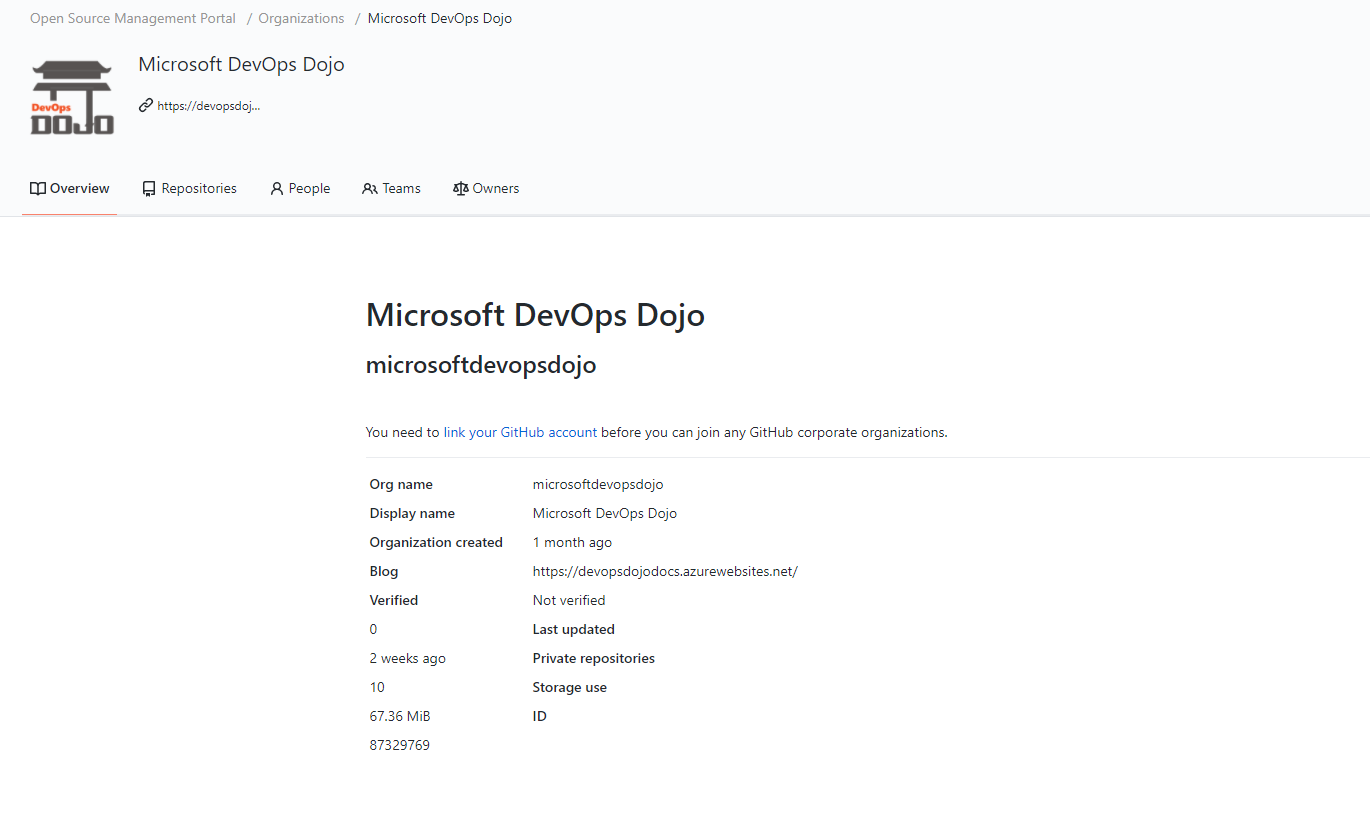 Open Source Management Portal / Organizations / Microsoft DevOps Dojo
Microsoft DevOps Dojo
https://devopsdoj...
DevOps
DOJO
Overview Repositories People Teams Owners
Microsoft DevOps Dojo
microsoftdevopsdojo
You need to link your GitHub account before you can join any GitHub corporate organizations.
Org name microsoftdevopsdojo
Display name Microsoft DevOps Dojo
Organization created 1 month ago
Blog https://devopsdojodocs.azurewebsites.net/
Verified Not verified
0 Last updated
2 weeks ago Private repositories
10 Storage use
67.36 MiB ID
87329769